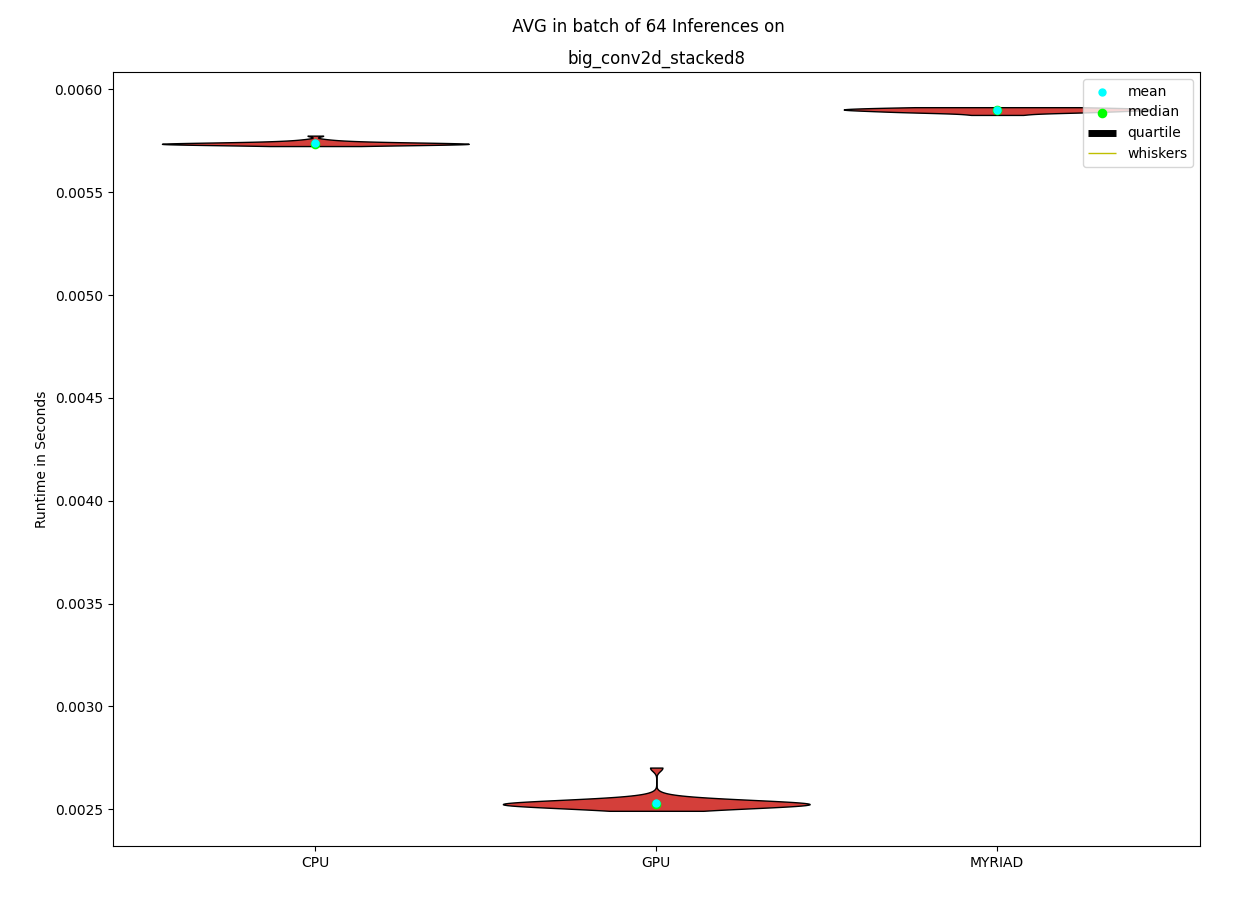 AVG in batch of 64 Inferences on
big_conv2d_stacked8
mean
median
quartile
whiskers
Runtime in Seconds
0.0060
0.0055
0.0050
0.0045
0.0040
0.0035
0.0030
0.0025
CPU
GPU
MYRIAD